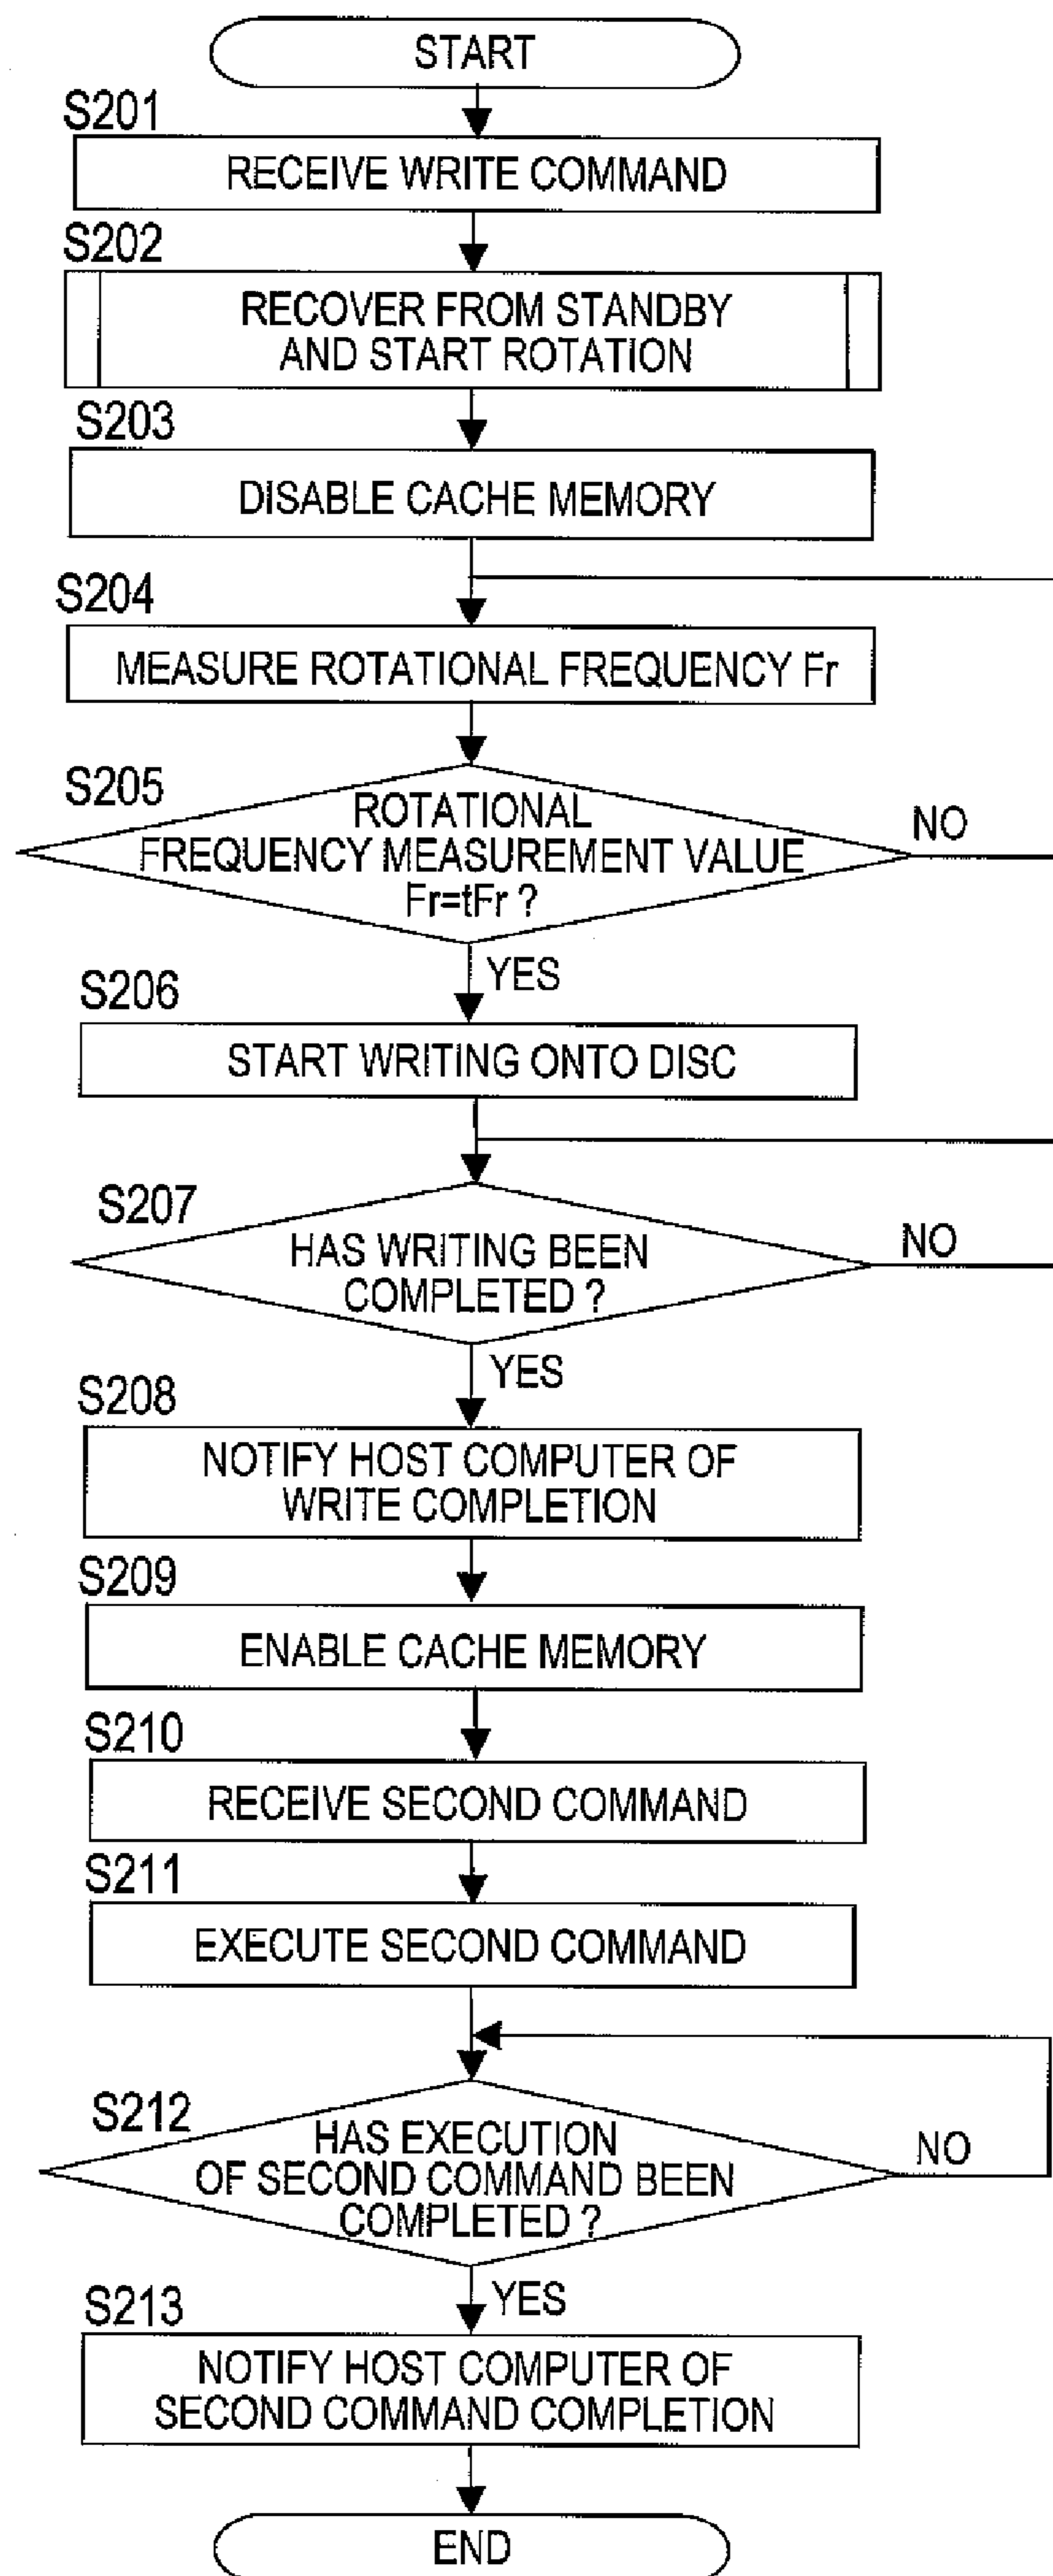 START
S201
RECEIVE WRITE COMMAND
S202
RECOVER FROM STANDBY
AND START ROTATION
S203
DISABLE CACHE MEMORY
S204
MEASURE ROTATIONAL FREQUENCY Fr
S205
ROTATIONAL
FREQUENCY MEASUREMENT VALUE
Fr=tFr ?
NO
YES
S206
START WRITING ONTO DISC
S207
HAS WRITING BEEN
COMPLETED ?
NO
YES
S208
NOTIFY HOST COMPUTER OF
WRITE COMPLETION
S209
ENABLE CACHE MEMORY
S210
RECEIVE SECOND COMMAND
S211
EXECUTE SECOND COMMAND
S212
HAS EXECUTION
OF SECOND COMMAND BEEN
COMPLETED ?
NO
YES
S213
NOTIFY HOST COMPUTER OF
SECOND COMMAND COMPLETION
END